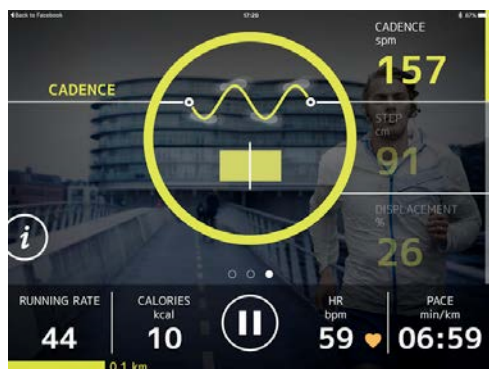 Back to Facebook
17:29
87%
CADENCE
spm
157
CADENCE
STEP
cm
91
DISPLACEMENT
%
26
i
RUNNING RATE
44
CALORIES
kcal
10
HR
bpm
59
PACE
min/km
06:59
0.1 km